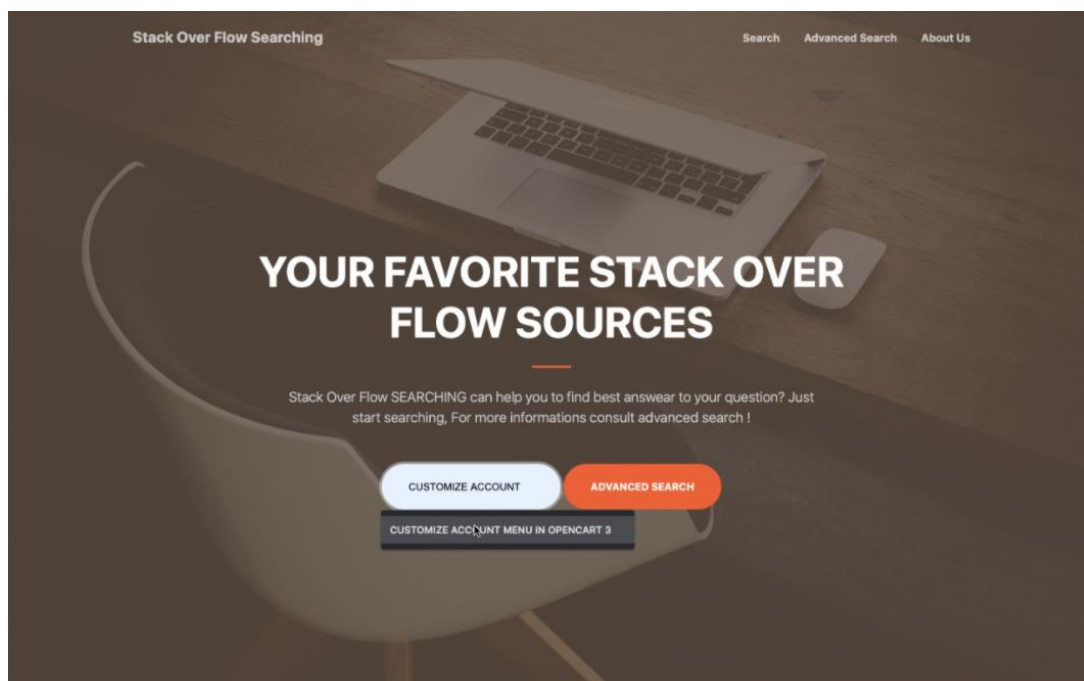 Stack Over Flow Searching
Search Advanced Search About Us
YOUR FAVORITE STACK OVER
FLOW SOURCES
Stack Over Flow SEARCHING can help you to find best answear to your question? Just
start searching, For more informations consult advanced search !
CUSTOMIZE ACCOUNT ADVANCED SEARCH
CUSTOMIZE ACCOUNT MENU IN OPENCART 3